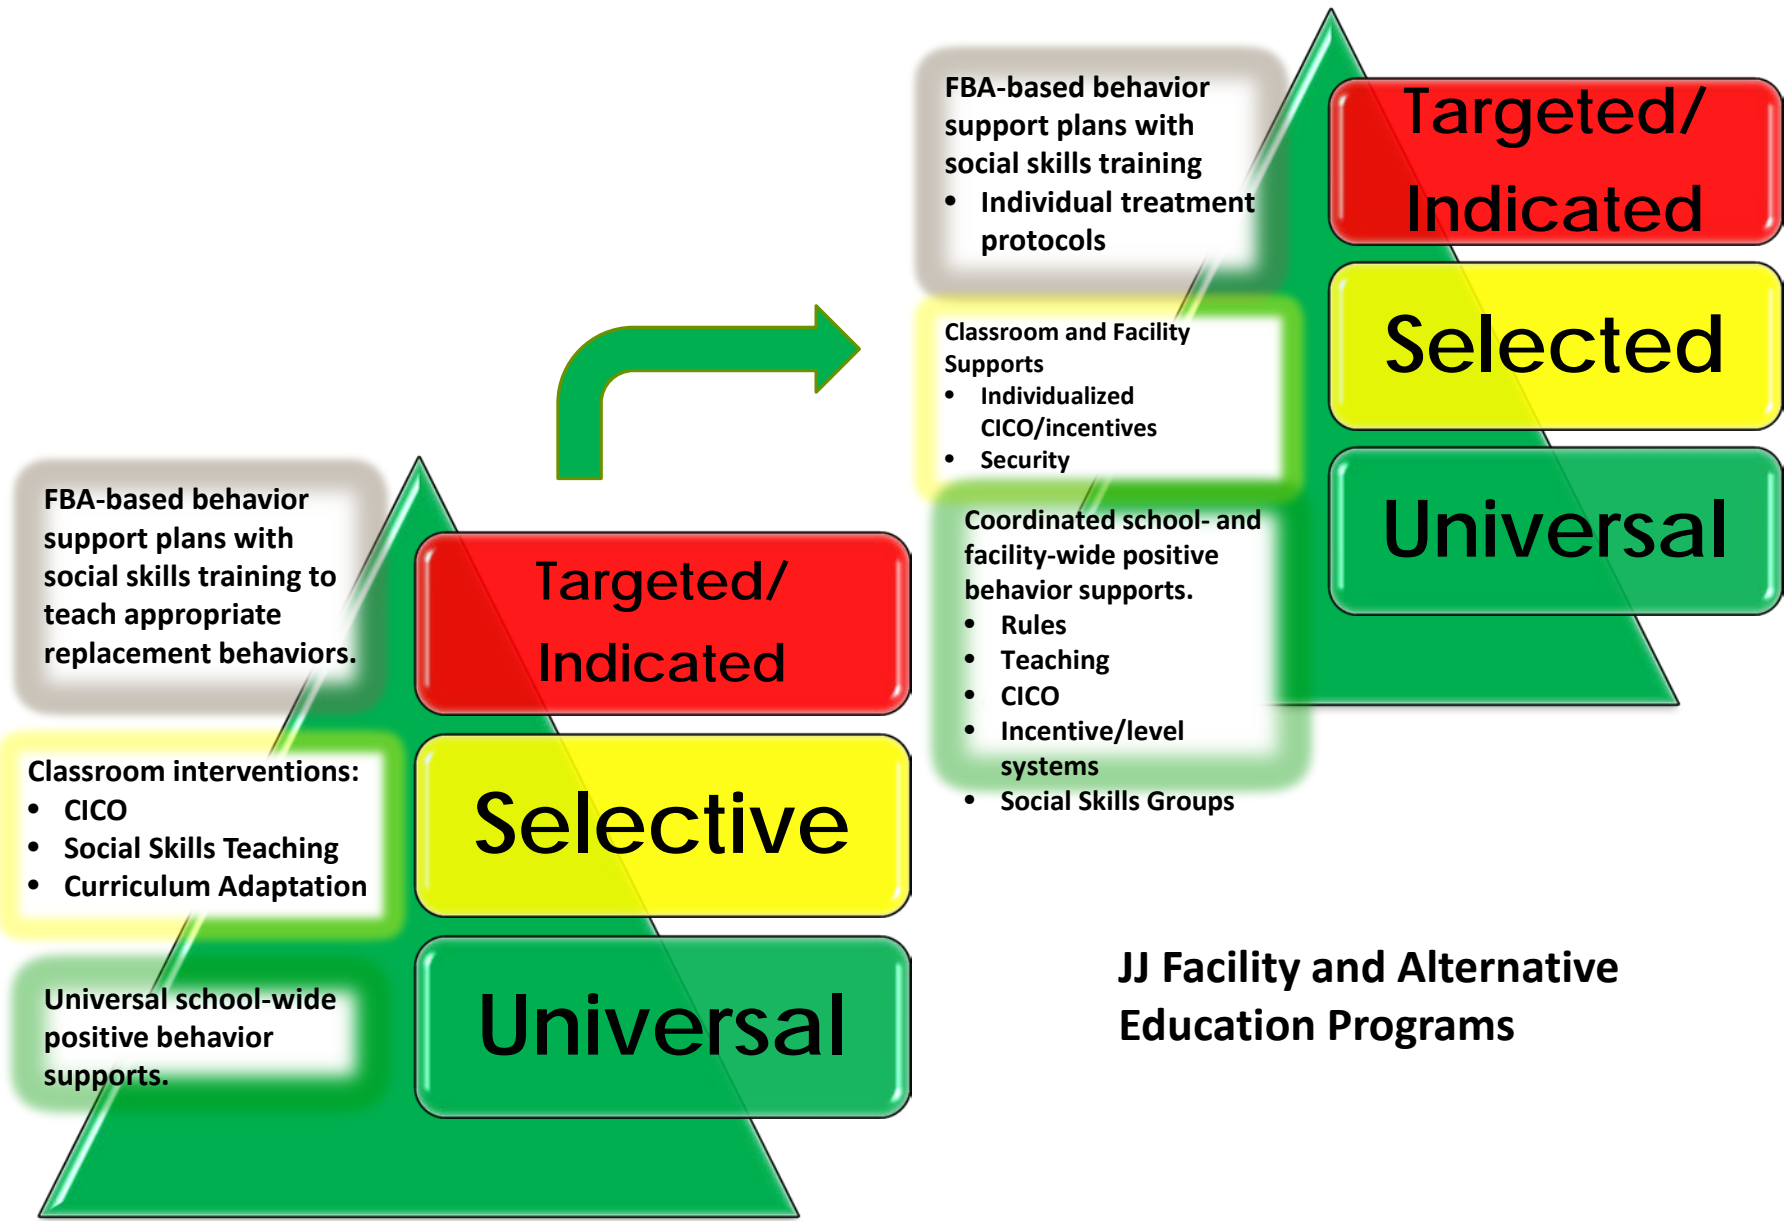 FBA-based behavior
support plans with
social skills training to
teach appropriate
replacement behaviors.
Targeted/
Indicated
Classroom interventions:
• CICO
• Social Skills Teaching
• Curriculum Adaptation
Selective
Universal school-wide
positive behavior
supports.
Universal
FBA-based behavior
support plans with
social skills training
• Individual treatment
protocols
Targeted/
Indicated
Classroom and Facility
Supports
• Individualized
CICO/incentives
• Security
Selected
Coordinated school- and
facility-wide positive
behavior supports.
• Rules
• Teaching
• CICO
• Incentive/level
systems
• Social Skills Groups
Universal
JJ Facility and Alternative
Education Programs